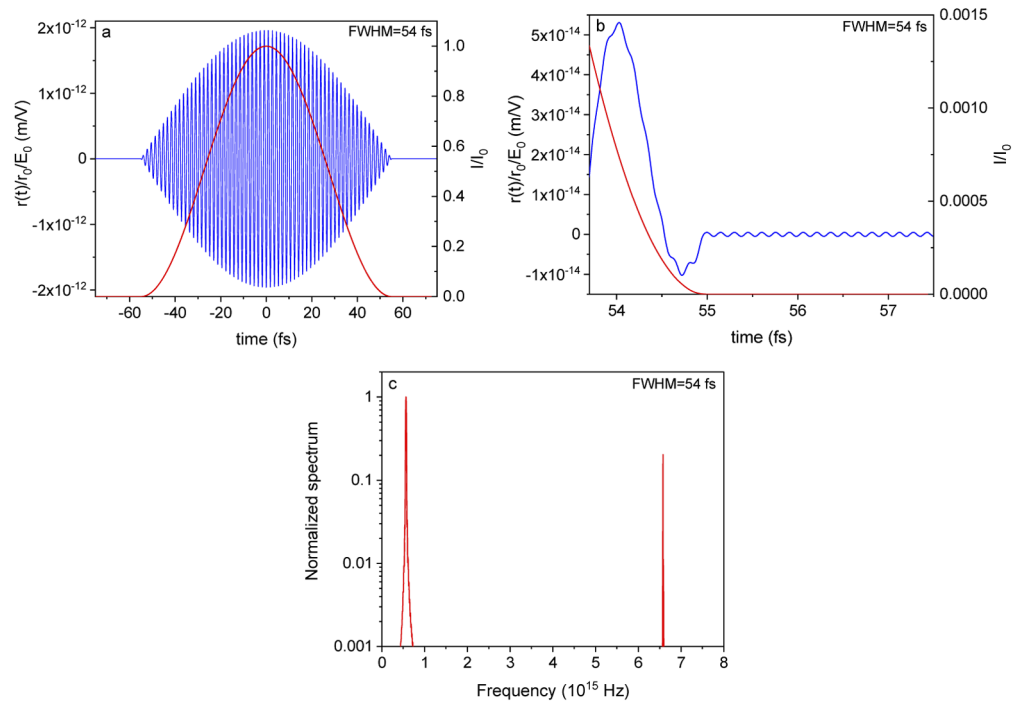 a
FWHM=54 fs
r(t)/r₀/E₀ (m/V)
2x10⁻¹²
1x10⁻¹²
0
-1x10⁻¹²
-2x10⁻¹²
1.0
0.8
0.6
0.4
0.2
0.0
I/I₀
-60 -40 -20 0 20 40 60
time (fs)
b
FWHM=54 fs
r(t)/r₀/E₀ (m/V)
5x10⁻¹⁴
4x10⁻¹⁴
3x10⁻¹⁴
2x10⁻¹⁴
1x10⁻¹⁴
0
-1x10⁻¹⁴
0.0015
0.0010
0.0005
0.0000
I/I₀
54 55 56 57
time (fs)
c
FWHM=54 fs
Normalized spectrum
1
0.1
0.01
0.001
0 1 2 3 4 5 6 7 8
Frequency (10¹⁵ Hz)